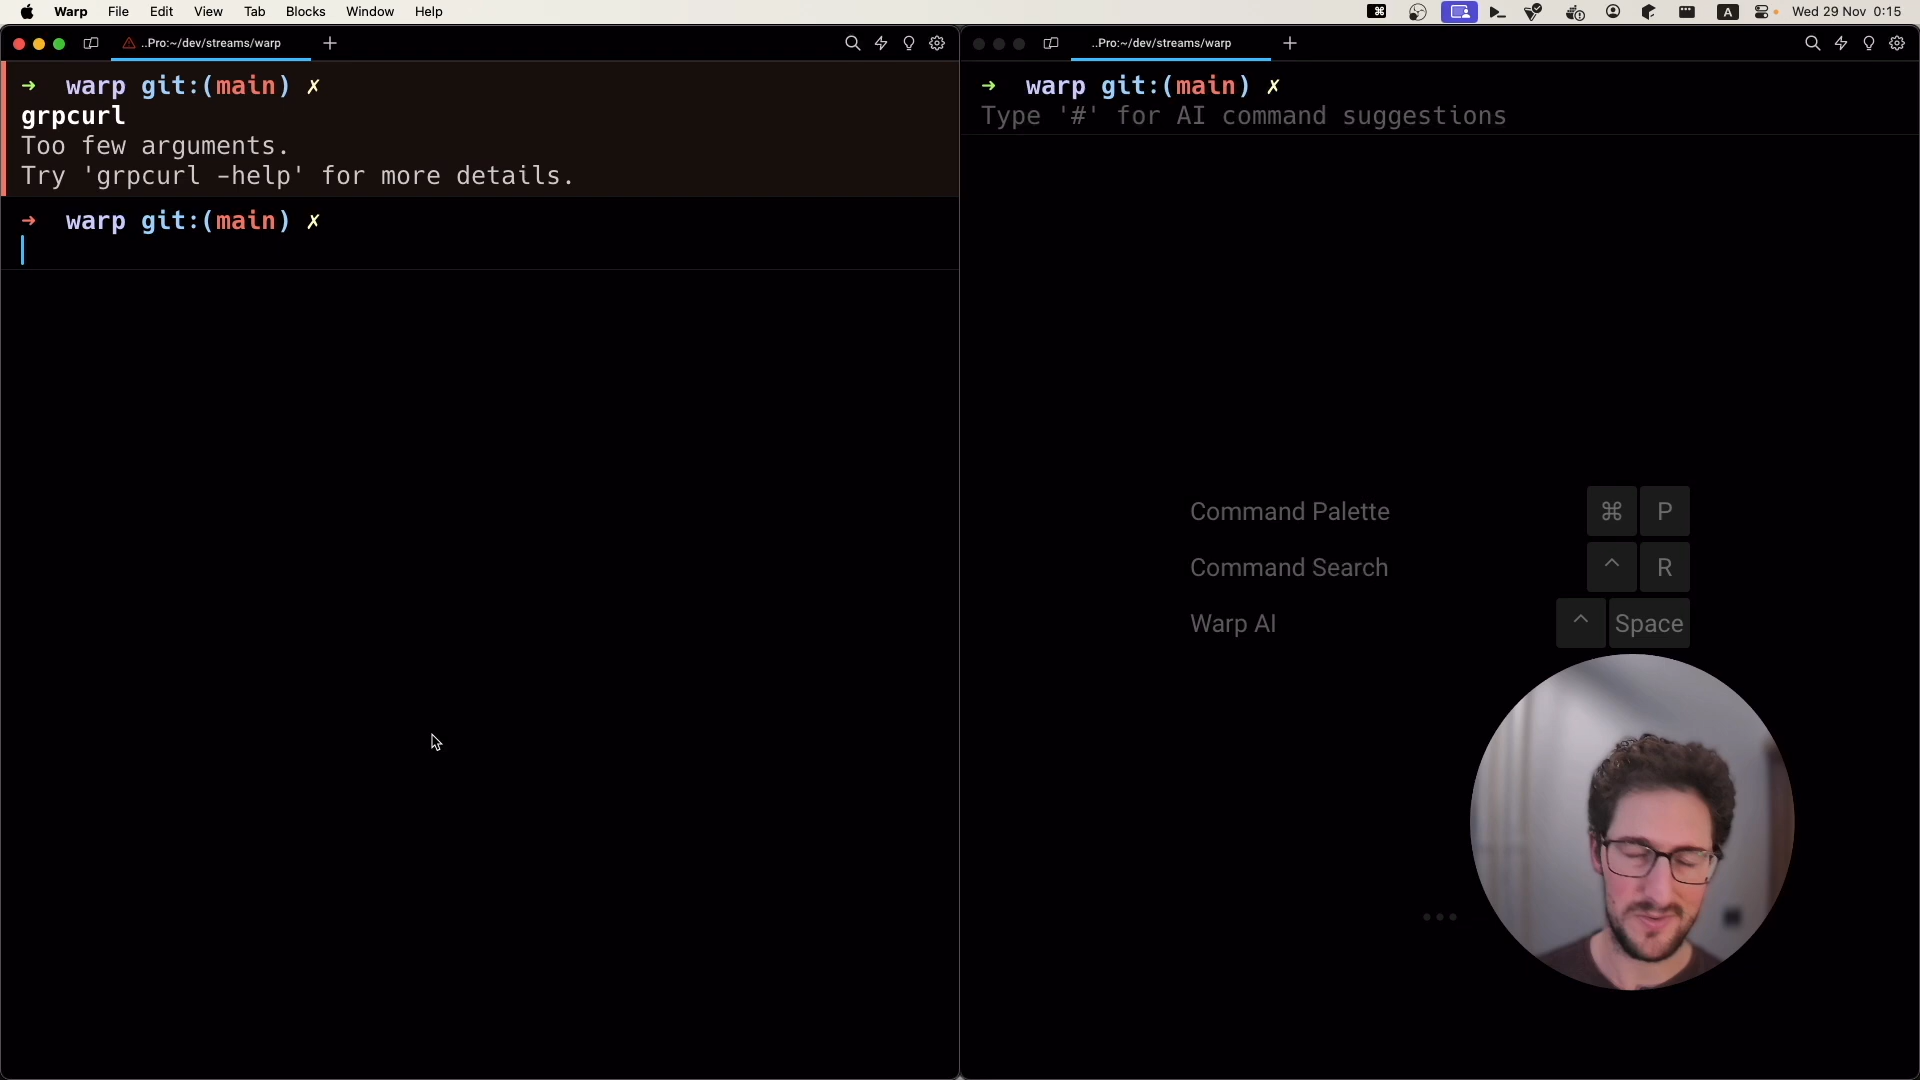 Warp File Edit View Tab Blocks Window Help
A Wed 29 Nov 0:15
..Pro:~/dev/streams/warp +
..Pro:~/dev/streams/warp +
➜ warp git:(main) ✗
grpcurl
Too few arguments.
Try 'grpcurl -help' for more details.
➜ warp git:(main) ✗
➜ warp git:(main) ✗
Type '#' for AI command suggestions
Command Palette ⌘ P
Command Search ^ R
Warp AI ^ Space